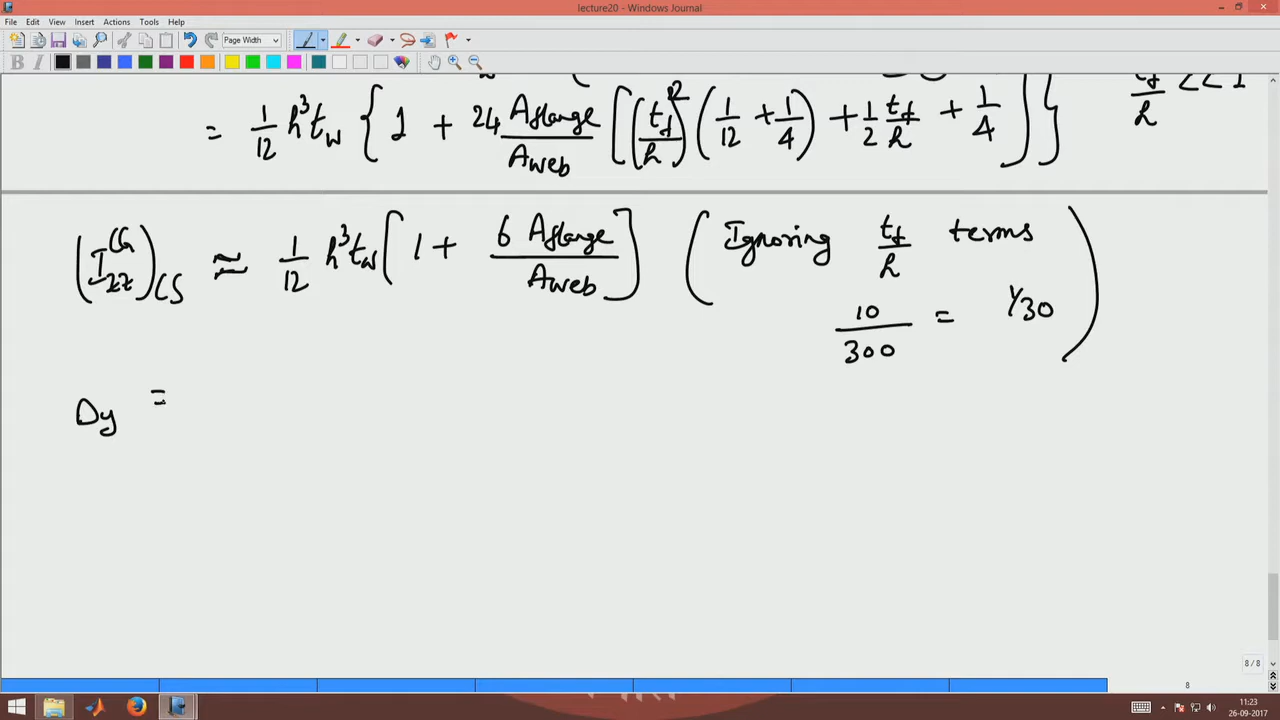 lecture20 - Windows Journal
File Edit View Insert Actions Tools Help
Page Width
B I
= 1/12 h³t_w { 1 + 24 A_flange / A_web [ (t_f/h)² ( 1/12 + 1/4 ) + 1/2 t_f/h + 1/4 ] }
t_f/h << 1
(I_zz^CG)_CS ≈ 1/12 h³t_w [ 1 + 6 A_flange / A_web ] ( Ignoring t_f/h terms
10/300 = 1/30 )
Dy =
8/8
8
11:23
26-09-2017